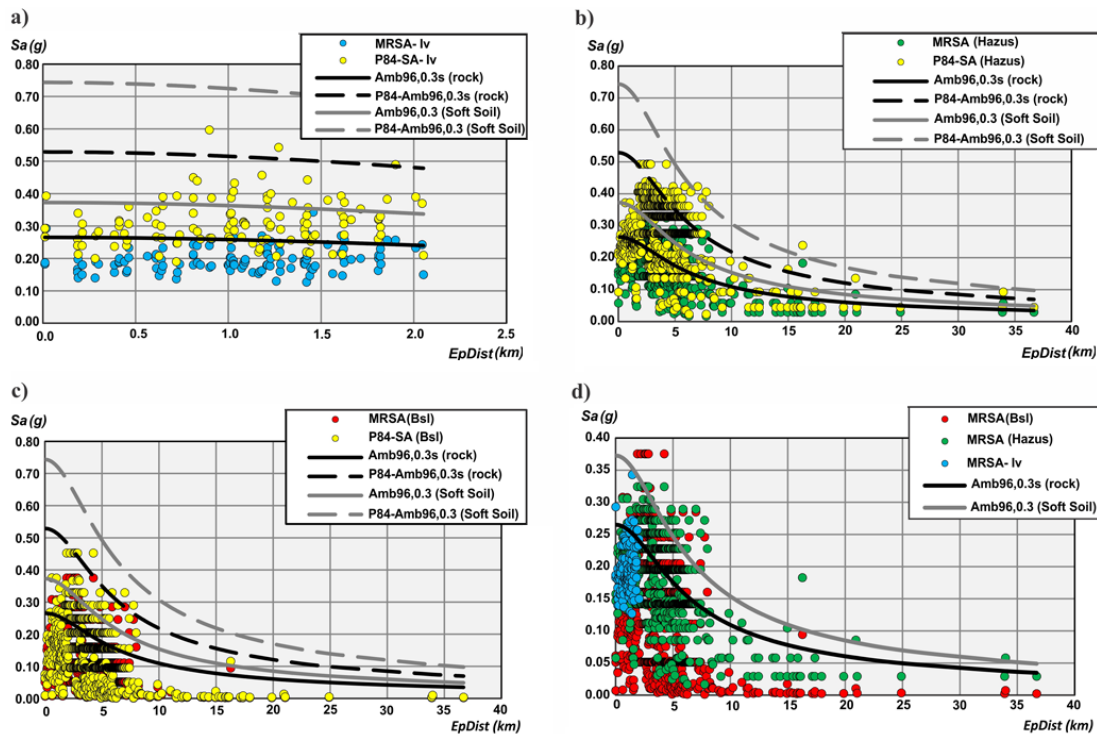 a)
Sa (g)
MRSA- Iv
P84-SA- Iv
Amb96,0.3s (rock)
P84-Amb96,0.3s (rock)
Amb96,0.3 (Soft Soil)
P84-Amb96,0.3 (Soft Soil)
0.80
0.70
0.60
0.50
0.40
0.30
0.20
0.10
0.00
0.0 0.5 1.0 1.5 2.0 2.5
EpDist (km)
b)
Sa (g)
MRSA (Hazus)
P84-SA (Hazus)
Amb96,0.3s (rock)
P84-Amb96,0.3s (rock)
Amb96,0.3 (Soft Soil)
P84-Amb96,0.3 (Soft Soil)
0.80
0.70
0.60
0.50
0.40
0.30
0.20
0.10
0.00
0 5 10 15 20 25 30 35 40
EpDist (km)
c)
Sa (g)
MRSA(Bsl)
P84-SA (Bsl)
Amb96,0.3s (rock)
P84-Amb96,0.3s (rock)
Amb96,0.3 (Soft Soil)
P84-Amb96,0.3 (Soft Soil)
0.80
0.70
0.60
0.50
0.40
0.30
0.20
0.10
0.00
0 5 10 15 20 25 30 35 40
EpDist (km)
d)
Sa (g)
MRSA(Bsl)
MRSA (Hazus)
MRSA- Iv
Amb96,0.3s (rock)
Amb96,0.3 (Soft Soil)
0.40
0.35
0.30
0.25
0.20
0.15
0.10
0.05
0.00
0 5 10 15 20 25 30 35 40
EpDist (km)